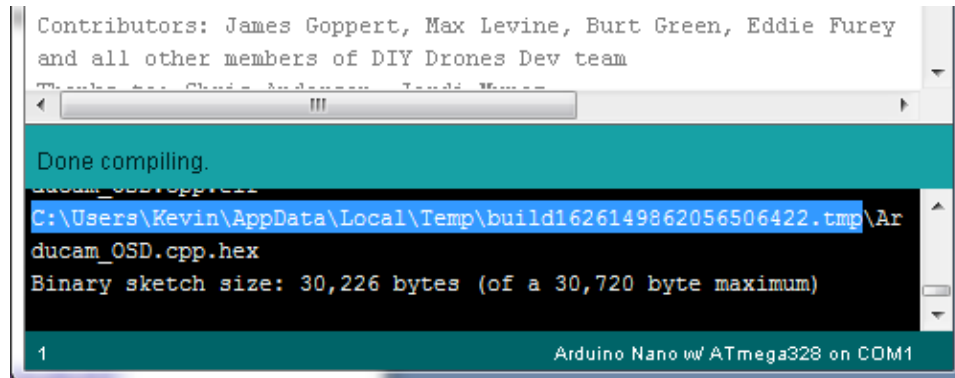 Contributors: James Goppert, Max Levine, Burt Green, Eddie Furey
and all other members of DIY Drones Dev team
Done compiling.
C:\Users\Kevin\AppData\Local\Temp\build1626149862056506422.tmp\Ar
ducam_OSD.cpp.hex
Binary sketch size: 30,226 bytes (of a 30,720 byte maximum)
1 Arduino Nano w/ ATmega328 on COM1